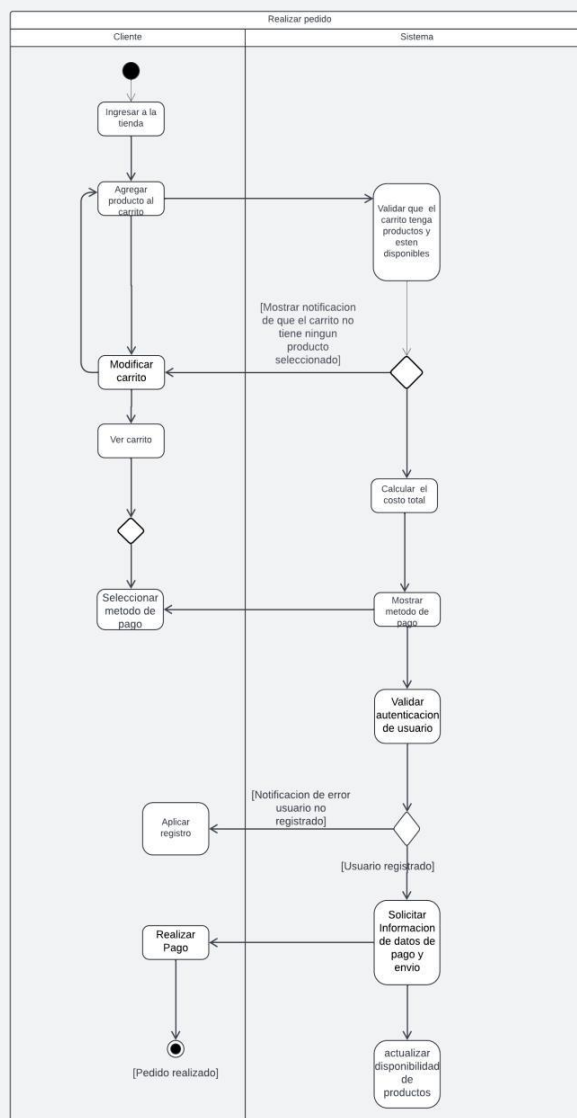 Realizar pedido
Cliente
Sistema
Ingresar a la
tienda
Agregar
producto al
carrito
Validar que el
carrito tenga
productos y
esten
disponibles
[Mostrar notificacion
de que el carrito no
tiene ningun
producto
seleccionado]
Modificar
carrito
Ver carrito
Calcular el
costo total
Seleccionar
metodo de
pago
Mostrar
metodo de
pago
Validar
autenticacion
de usuario
[Notificacion de error
usuario no
registrado]
Aplicar
registro
[Usuario registrado]
Solicitar
Informacion
de datos de
pago y
envio
Realizar
Pago
[Pedido realizado]
actualizar
disponibilidad
de
productos